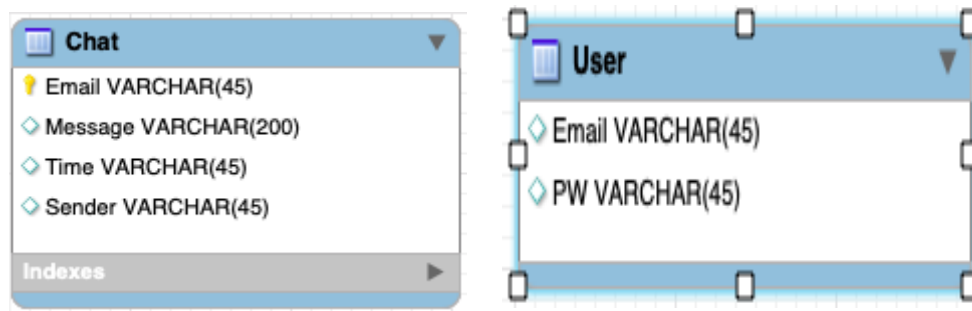 Chat
Email VARCHAR(45)
Message VARCHAR(200)
Time VARCHAR(45)
Sender VARCHAR(45)
Indexes
User
Email VARCHAR(45)
PW VARCHAR(45)